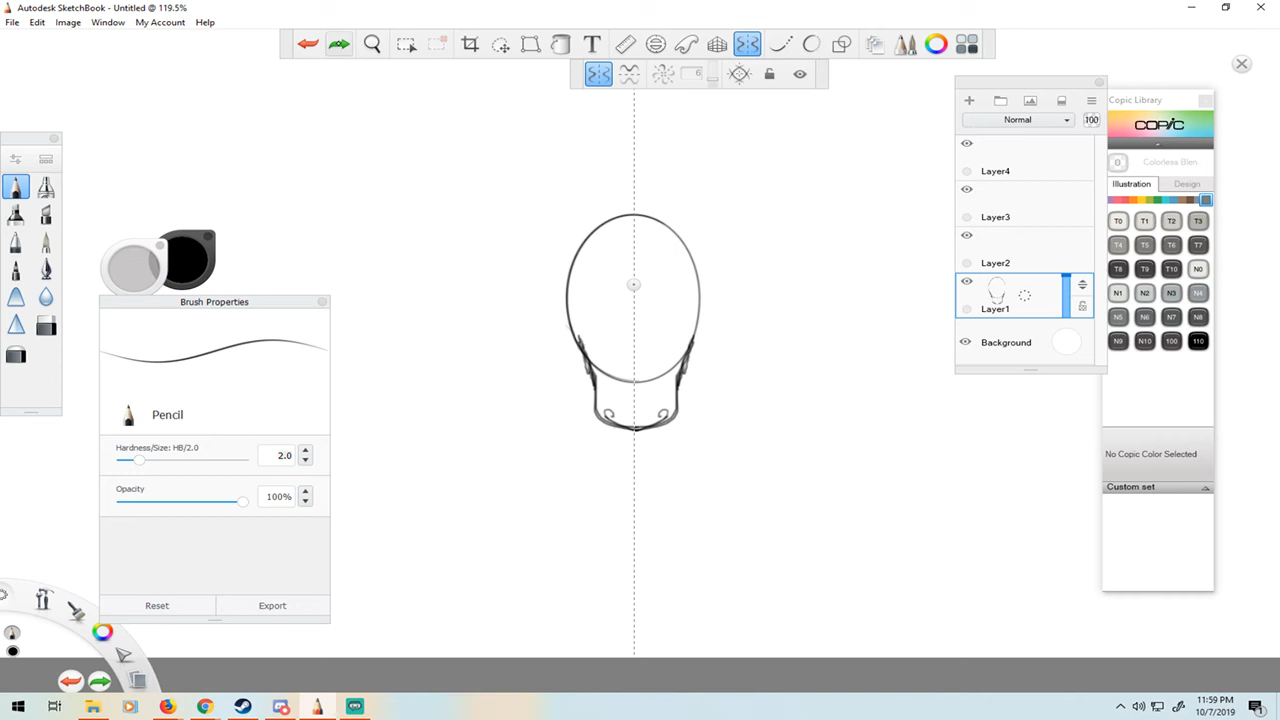 Autodesk SketchBook - Untitled @ 119.5%
File Edit Image Window My Account Help
6
Normal 100
Layer4
Layer3
Layer2
Layer1
Background
Copic Library
COPIC
0 Colorless Blen
Illustration Design
T0 T1 T2 T3
T4 T5 T6 T7
T8 T9 T10 N0
N1 N2 N3 N4
N5 N6 N7 N8
N9 N10 100 110
No Copic Color Selected
Custom set
Brush Properties
Pencil
Hardness/Size: HB/2.0
2.0
Opacity
100%
Reset Export
11:59 PM
10/7/2019
1